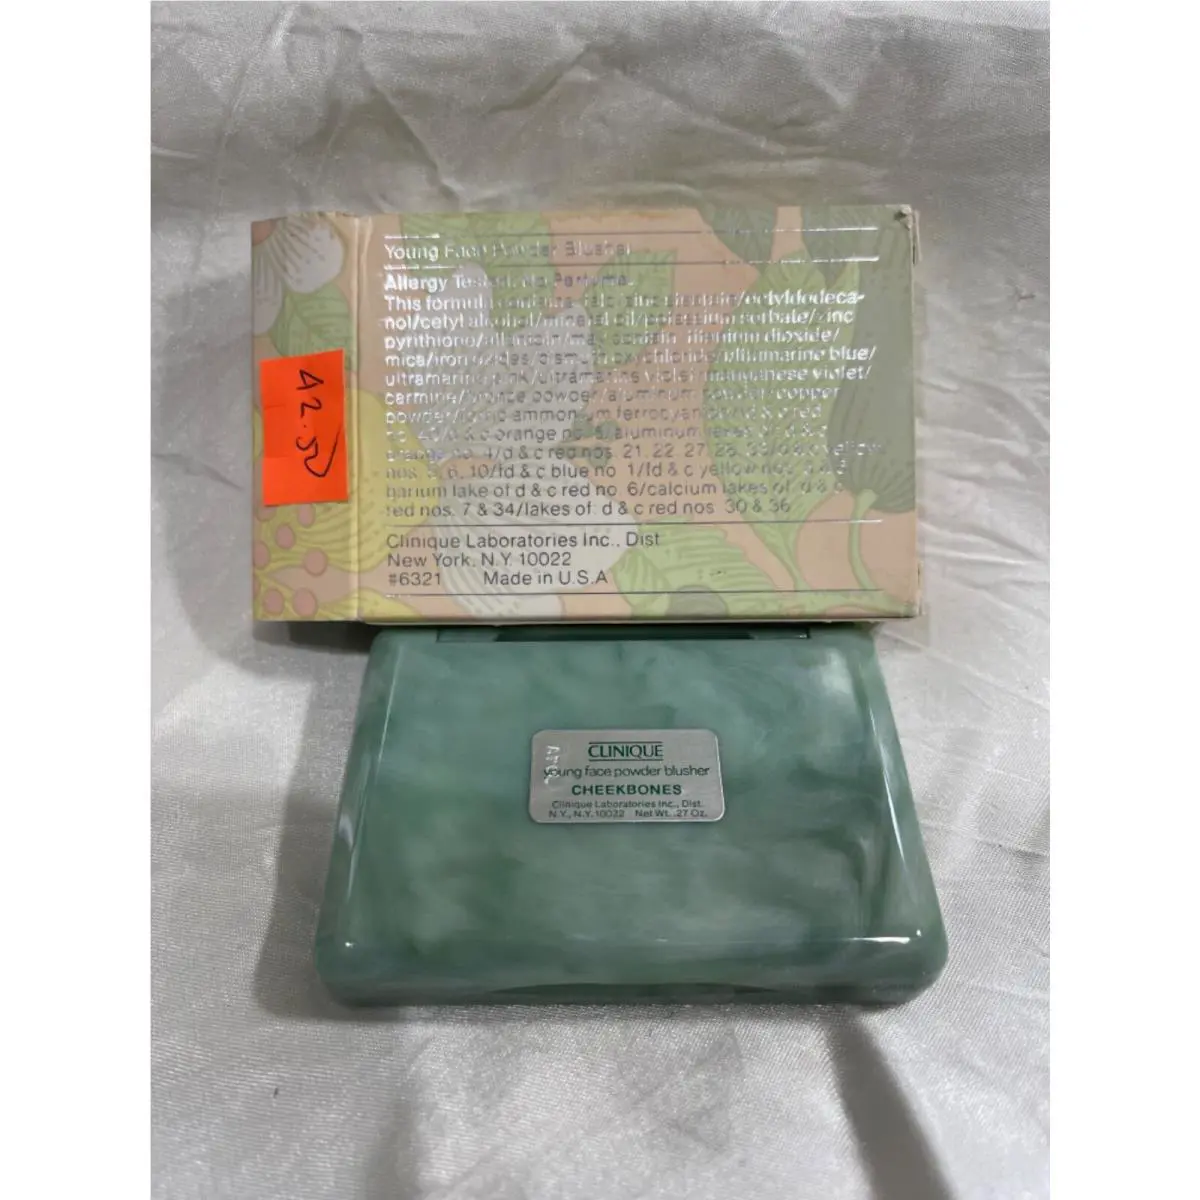 Young Face Powder Blusher
Allergy Tested. No Perfume.
This formula contains talc/zinc stearate/octyldodeca-
nol/cetyl alcohol/mineral oil/potassium sorbate/zinc
pyrithione/allantoin/may contain titanium dioxide/
mica/iron oxides/bismuth oxychloride/ultramarine blue/
ultramarine pink/ultramarine violet/manganese violet/
carmine/bronze powder/aluminum powder/copper
powder/ferric ammonium ferrocyanide/d & c red
no. 40/d & c orange no. 5/aluminum lakes of d & c
orange no. 4/d & c red nos. 21, 22, 27, 28, 33/d & c yellow
nos. 5, 6, 10/fd & c blue no. 1/fd & c yellow nos. 5 & 6
barium lake of d & c red no. 6/calcium lakes of d & c
red nos. 7 & 34/lakes of d & c red nos. 30 & 36
Clinique Laboratories Inc., Dist
New York, N.Y. 10022
#6321 Made in U.S.A
42.50
CLINIQUE
young face powder blusher
CHEEKBONES
Clinique Laboratories Inc., Dist.
N.Y., N.Y. 10022 Net Wt. .27 Oz.